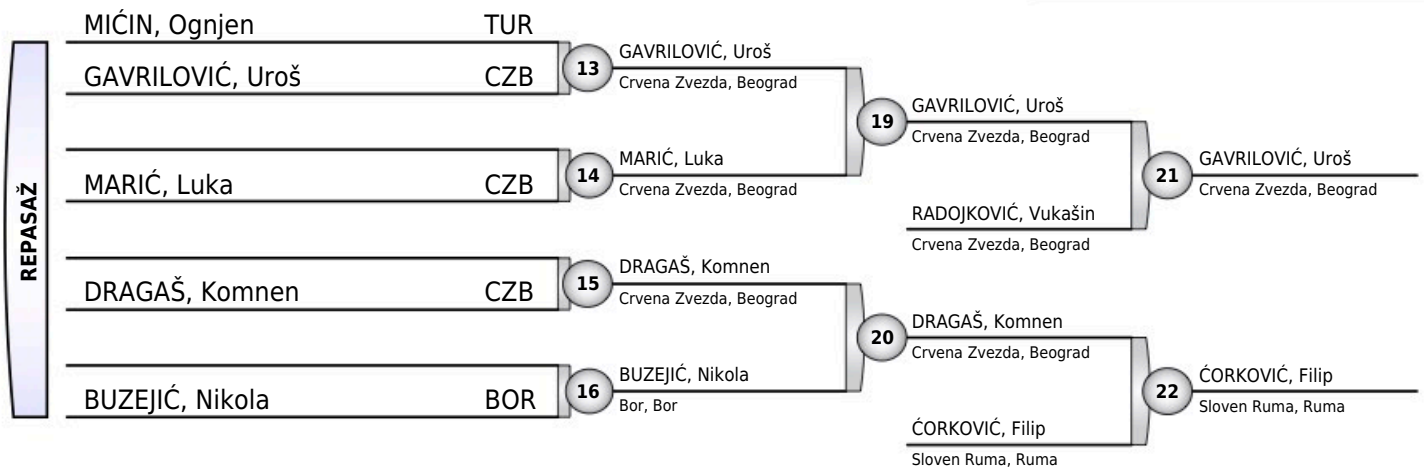 REPASAŽ
MIĆIN, Ognjen TUR
GAVRILOVIĆ, Uroš CZB
MARIĆ, Luka CZB
DRAGAŠ, Komnen CZB
BUZEJIĆ, Nikola BOR
13
GAVRILOVIĆ, Uroš
Crvena Zvezda, Beograd
14
MARIĆ, Luka
Crvena Zvezda, Beograd
15
DRAGAŠ, Komnen
Crvena Zvezda, Beograd
16
BUZEJIĆ, Nikola
Bor, Bor
19
GAVRILOVIĆ, Uroš
Crvena Zvezda, Beograd
RADOJKOVIĆ, Vukašin
Crvena Zvezda, Beograd
20
DRAGAŠ, Komnen
Crvena Zvezda, Beograd
ĆORKOVIĆ, Filip
Sloven Ruma, Ruma
21
GAVRILOVIĆ, Uroš
Crvena Zvezda, Beograd
22
ĆORKOVIĆ, Filip
Sloven Ruma, Ruma